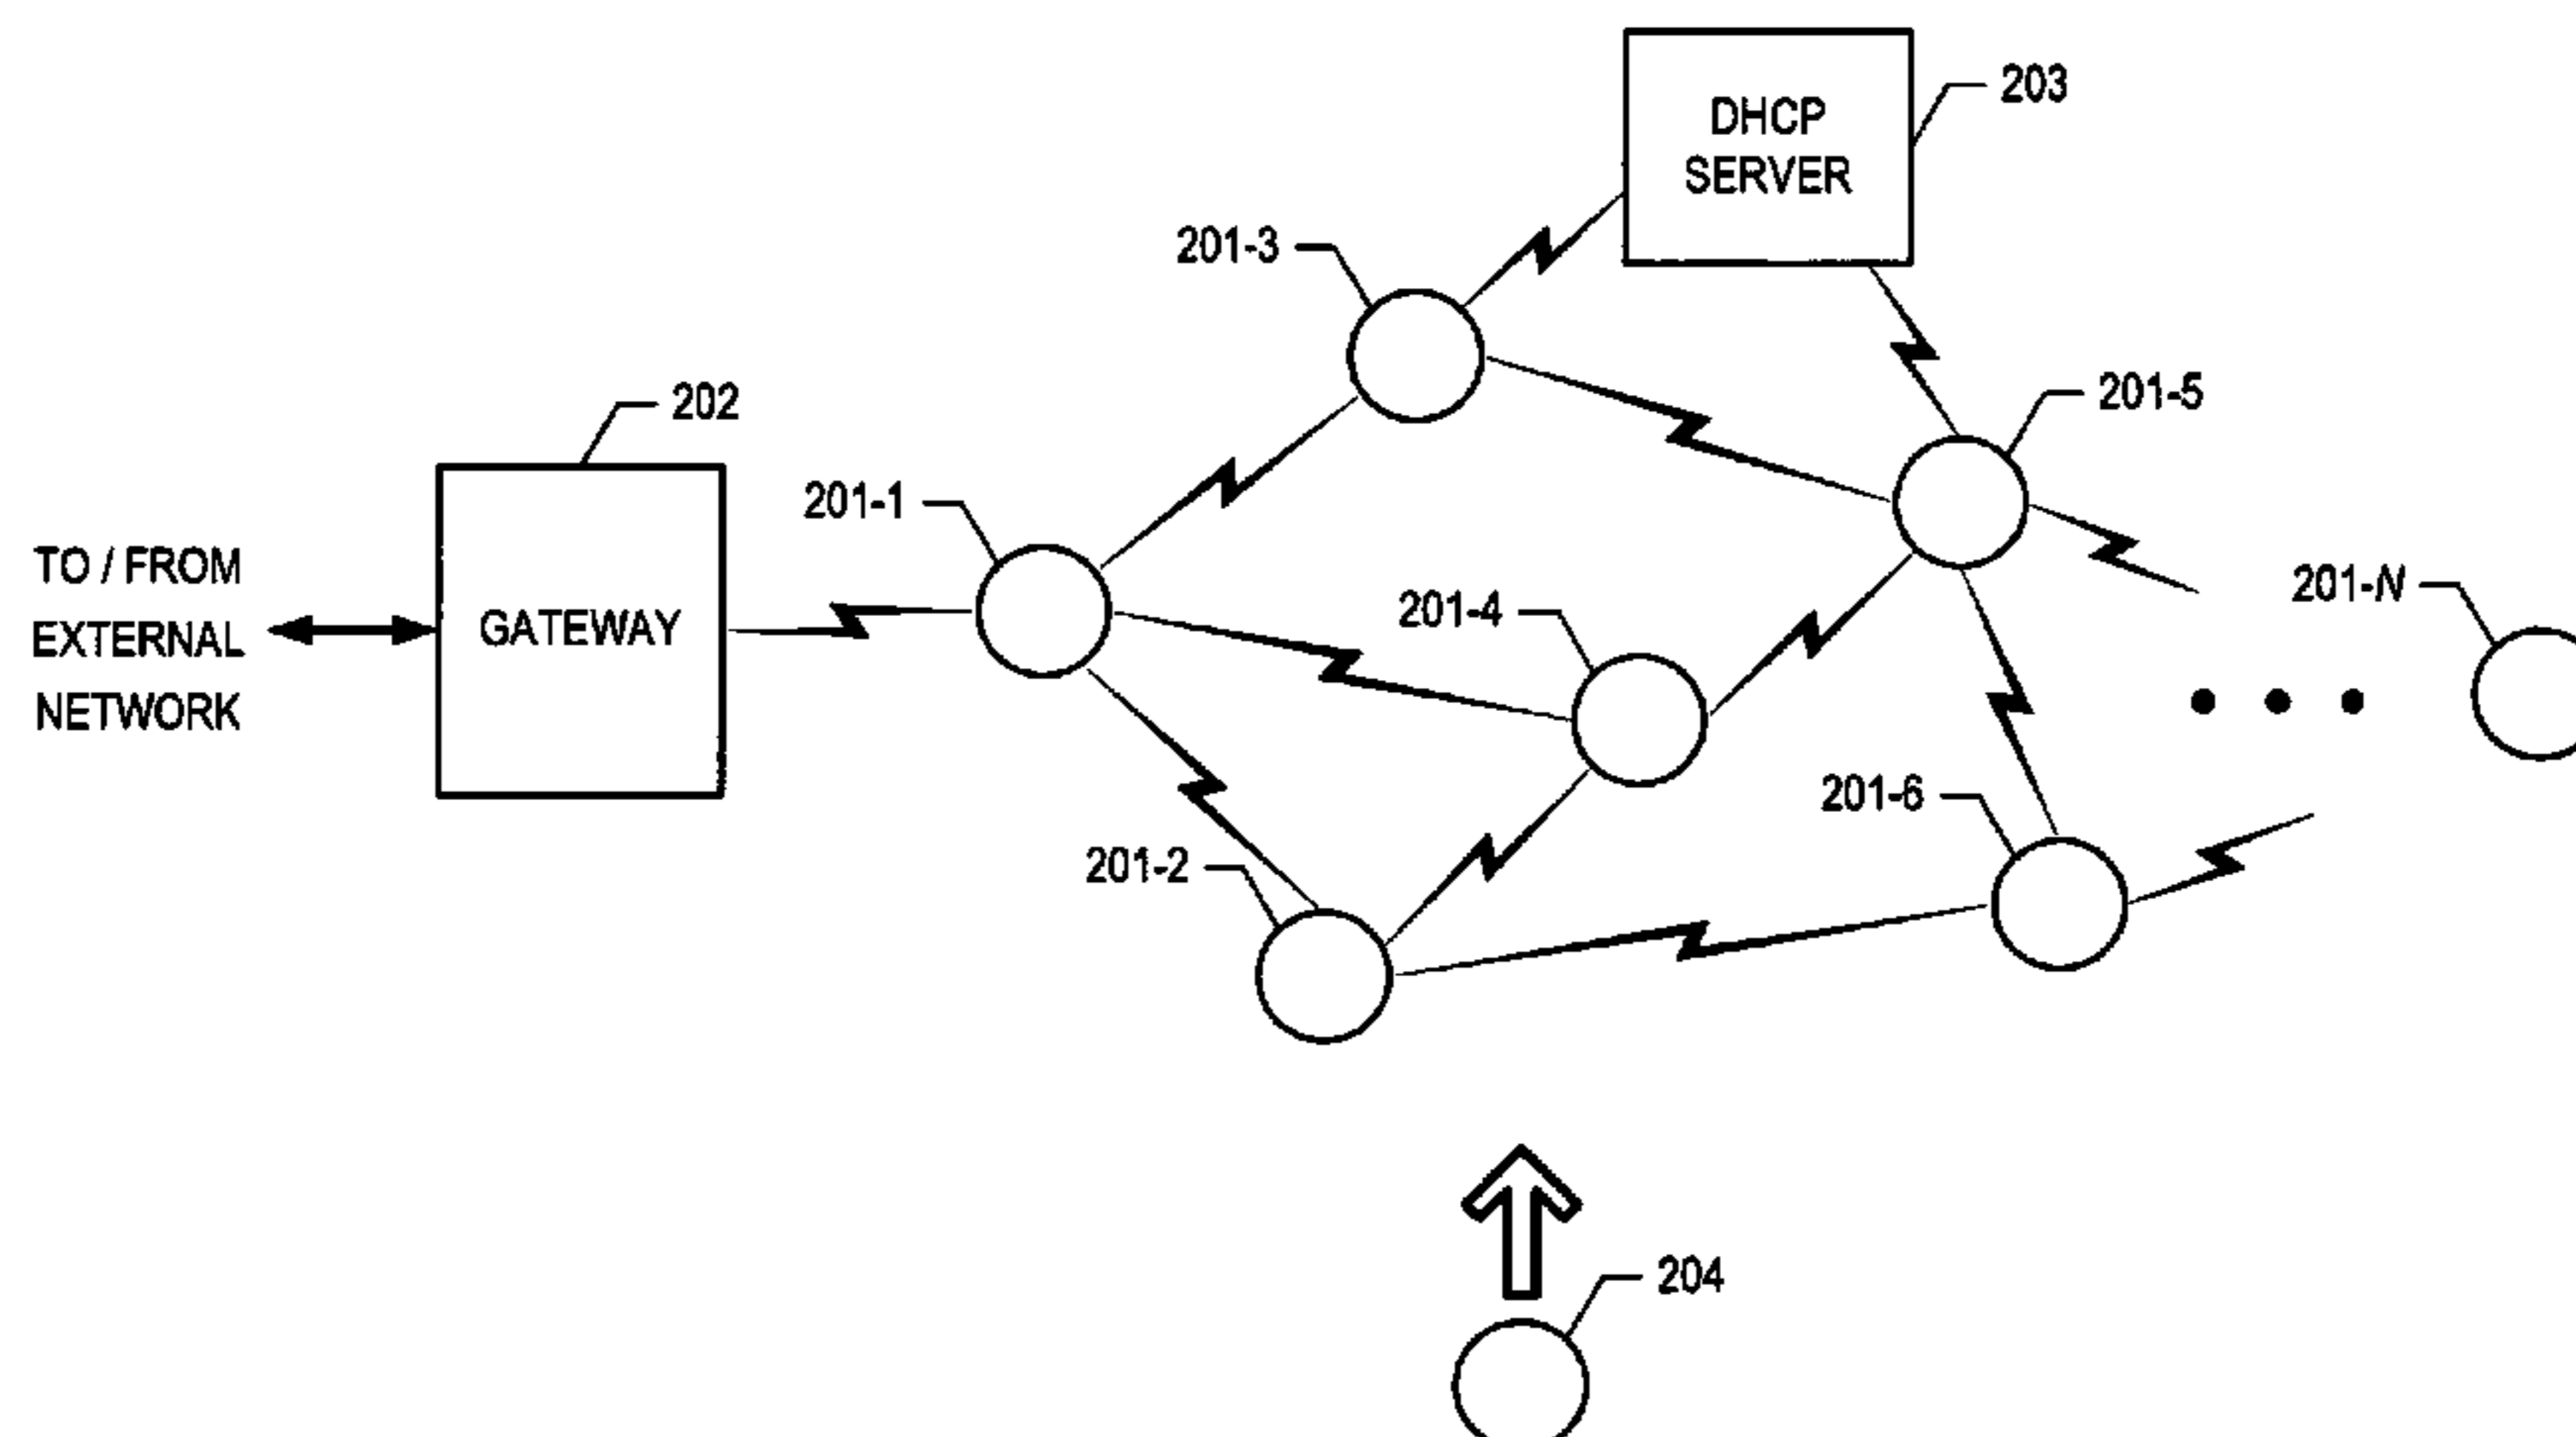 DHCP
SERVER
203
201-3
202
201-5
201-1
TO / FROM
EXTERNAL
NETWORK
GATEWAY
201-4
201-N
201-6
201-2
204